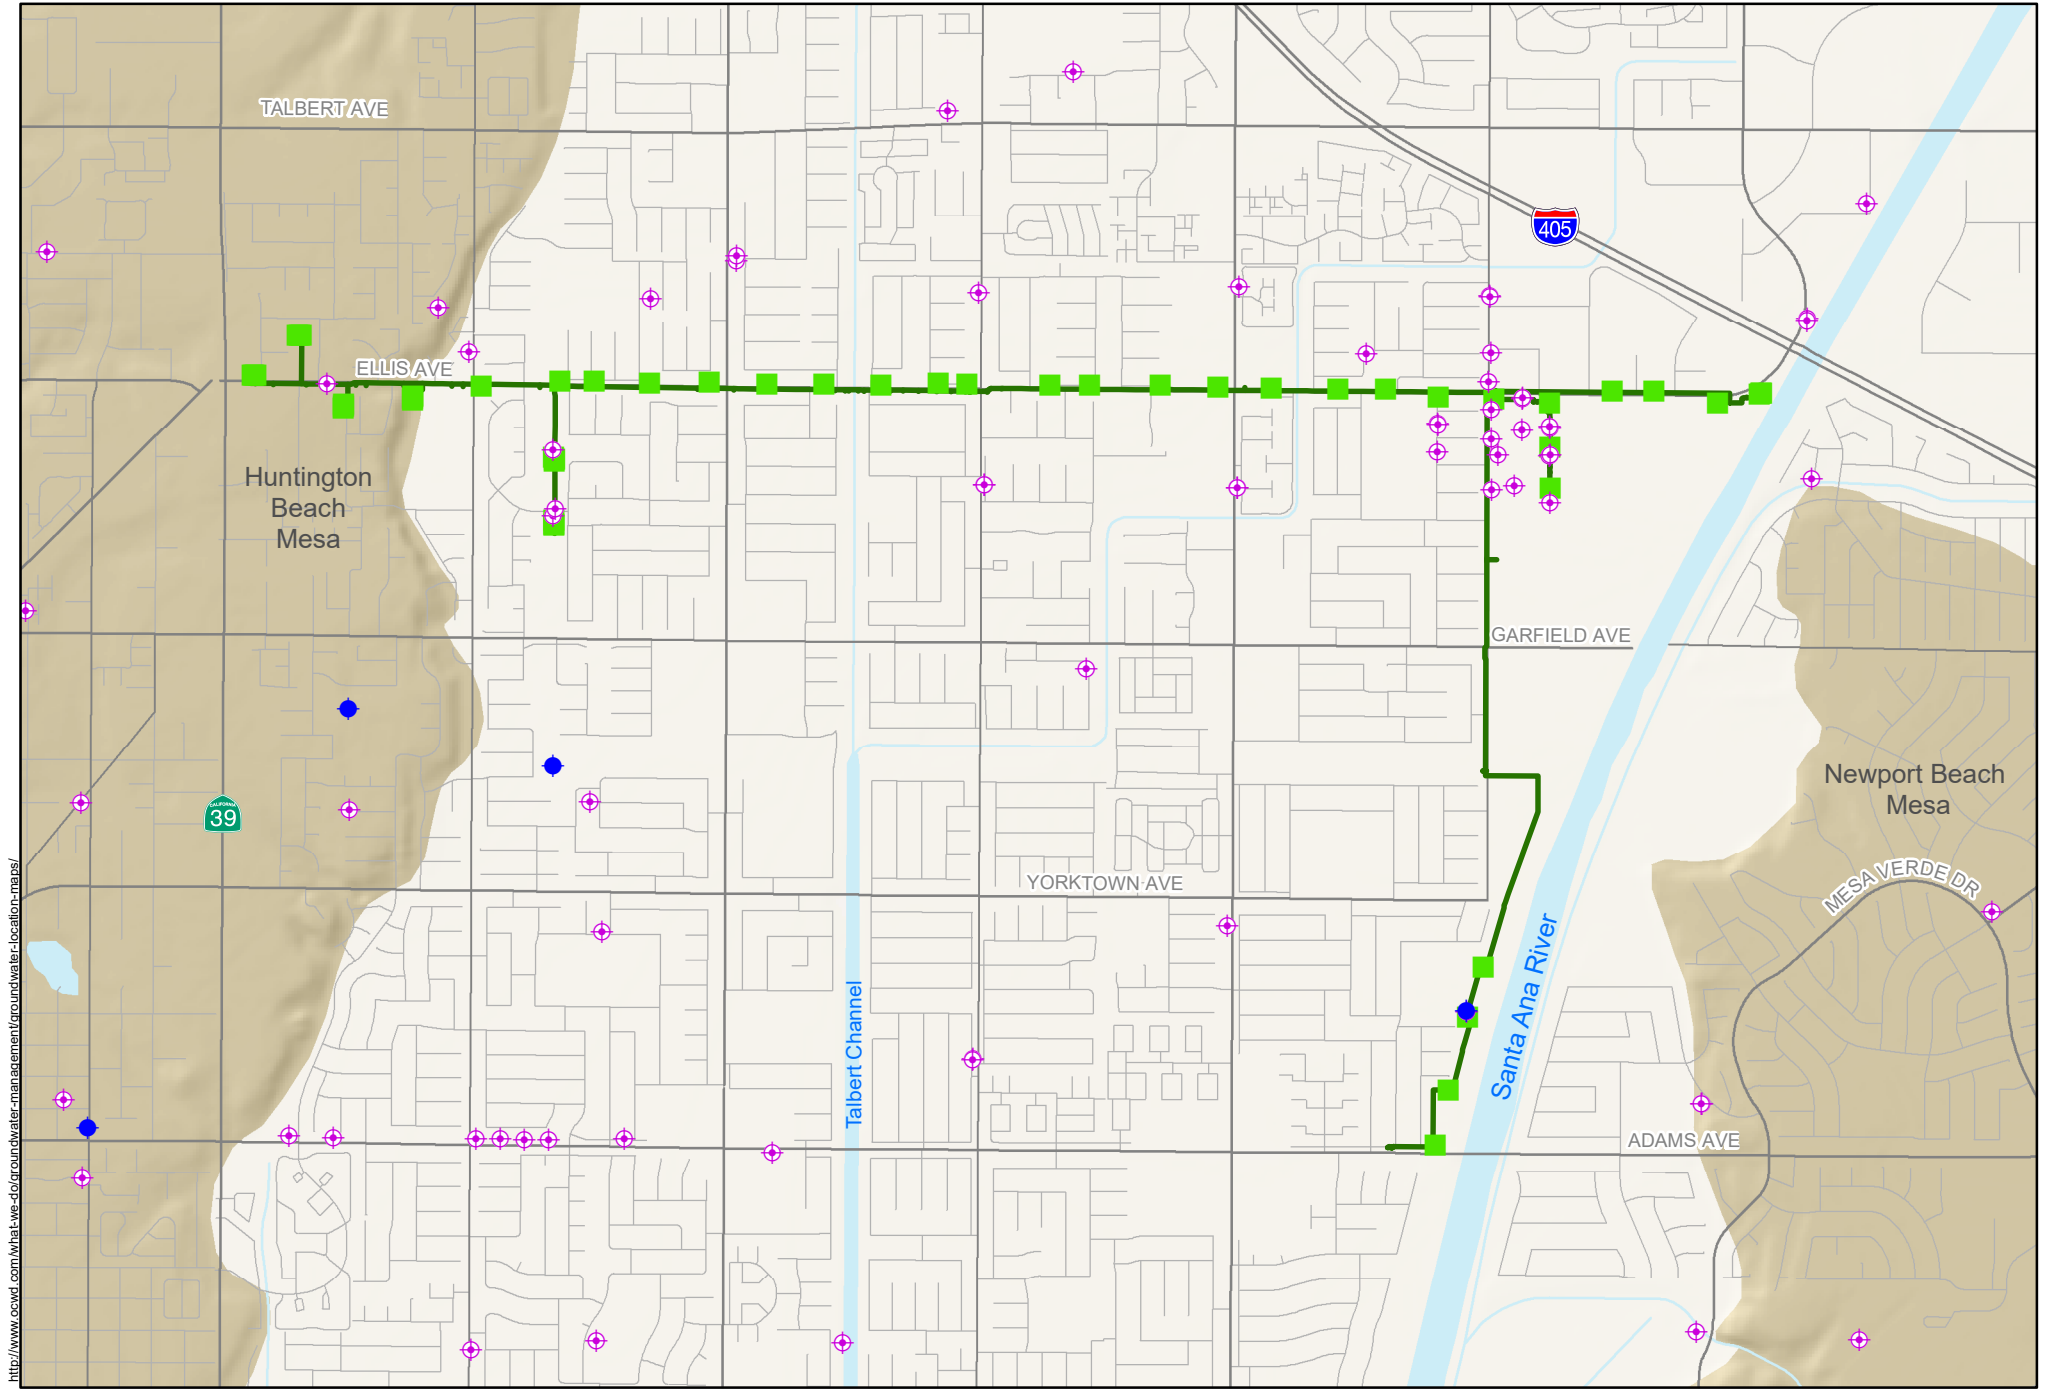 TALBERT AVE
405
ELLIS AVE
Huntington
Beach
Mesa
GARFIELD AVE
Newport Beach
Mesa
CALIFORNIA
39
YORKTOWN AVE
MESA VERDE DR
Santa Ana River
Talbert Channel
ADAMS AVE
http://www.ocwd.com/what-we-do/groundwater-management/groundwater-location-maps/